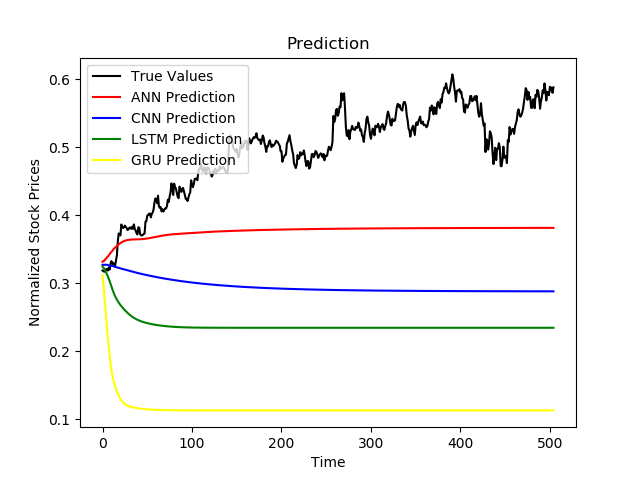 Prediction
True Values
ANN Prediction
CNN Prediction
LSTM Prediction
GRU Prediction
Normalized Stock Prices
0.6
0.5
0.4
0.3
0.2
0.1
0 100 200 300 400 500
Time